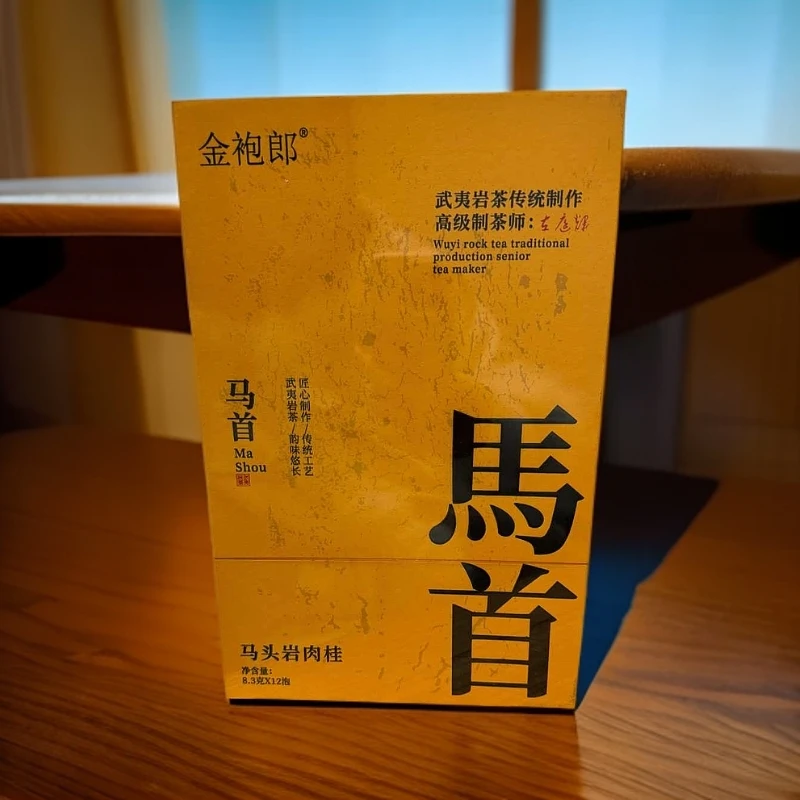 金袍郎®
武夷岩茶传统制作
高级制茶师：
Wuyi rock tea traditional
production senior
tea maker
马首
Ma
Shou
匠心制作/传统工艺
武夷岩茶/韵味悠长
馬首
马头岩肉桂
净含量：
8.3克X12泡